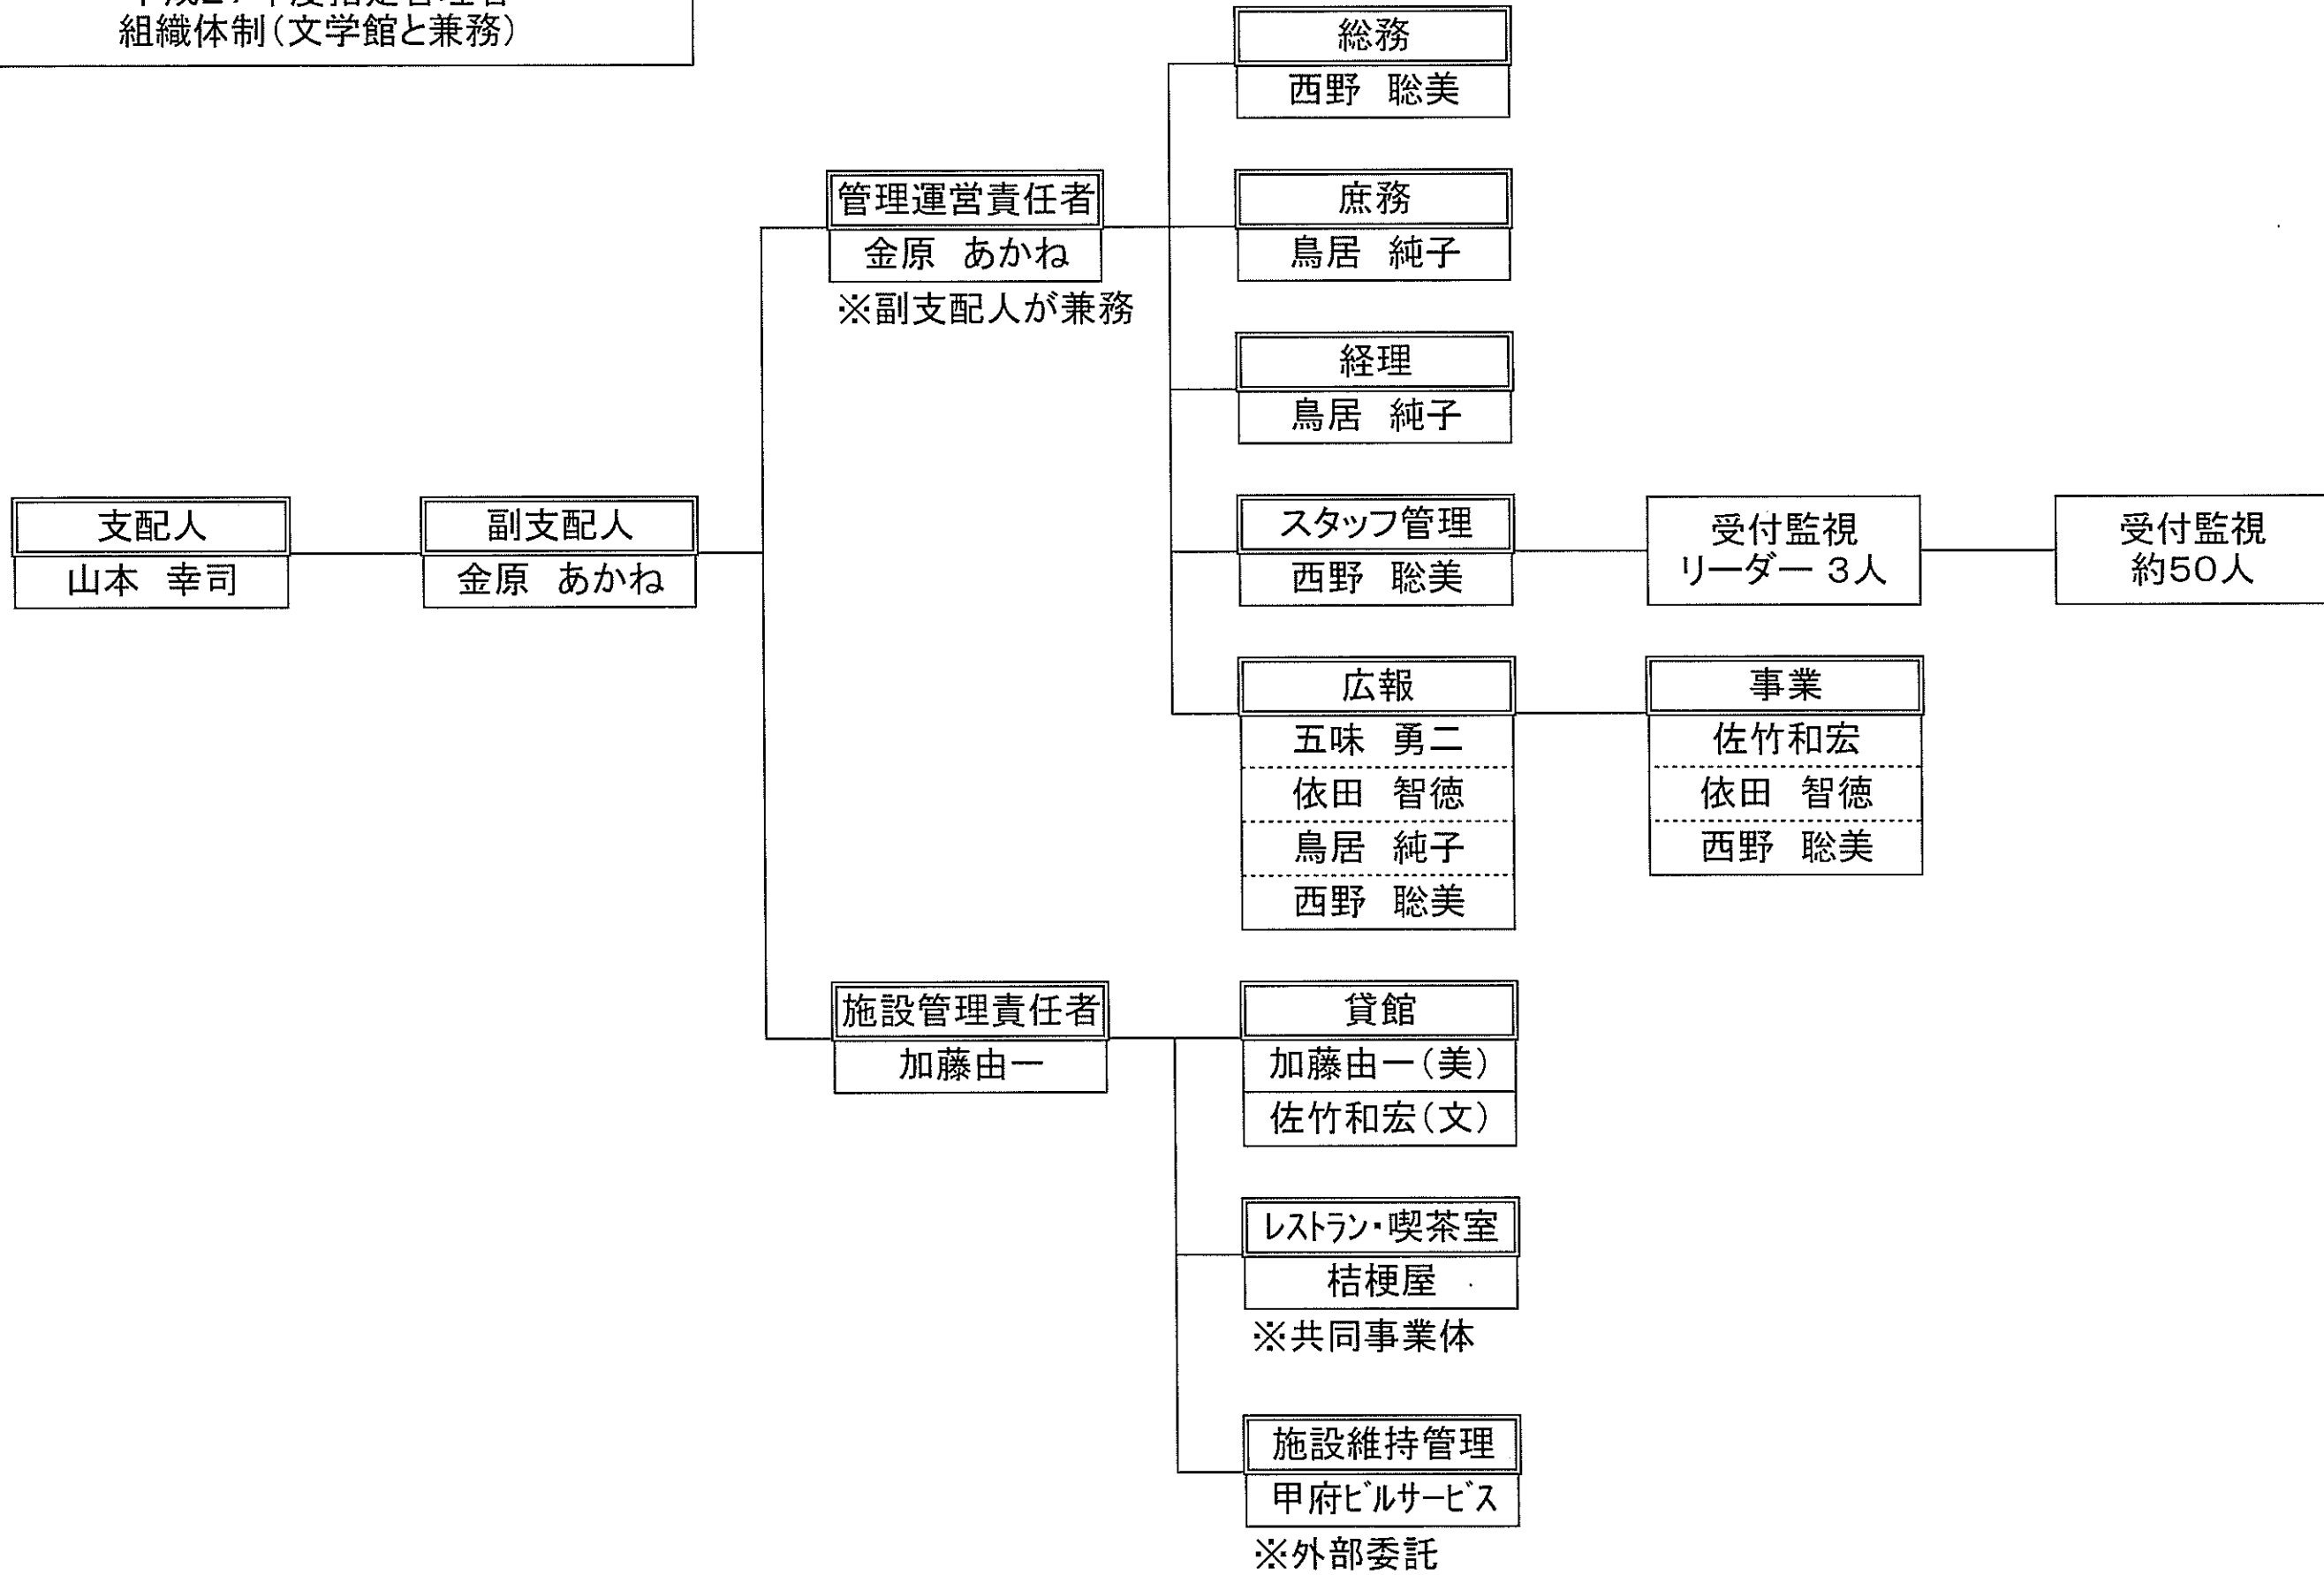 組織体制(文学館と兼務)
総務
西野 聡美
管理運営責任者
金原 あかね
※副支配人が兼務
庶務
鳥居 純子
経理
鳥居 純子
支配人
山本 幸司
副支配人
金原 あかね
スタッフ管理
西野 聡美
受付監視
リーダー 3人
受付監視
約50人
広報
五味 勇二
依田 智徳
鳥居 純子
西野 聡美
事業
佐竹和宏
依田 智徳
西野 聡美
施設管理責任者
加藤由一
貸館
加藤由一(美)
佐竹和宏(文)
レストラン・喫茶室
桔梗屋
※共同事業体
施設維持管理
甲府ビルサービス
※外部委託